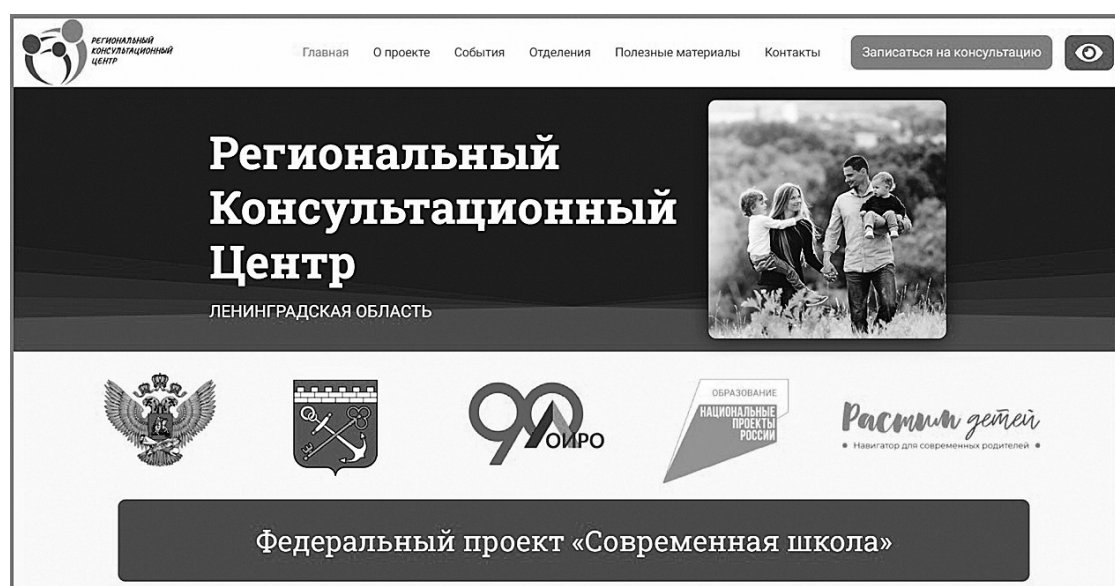 РЕГИОНАЛЬНЫЙ
КОНСУЛЬТАЦИОННЫЙ
ЦЕНТР
Главная О проекте События Отделения Полезные материалы Контакты Записаться на консультацию
Региональный
Консультационный
Центр
ЛЕНИНГРАДСКАЯ ОБЛАСТЬ
90 ЛОИРО
ОБРАЗОВАНИЕ
НАЦИОНАЛЬНЫЕ
ПРОЕКТЫ
РОССИИ
Растим детей
• Навигатор для современных родителей •
Федеральный проект «Современная школа»